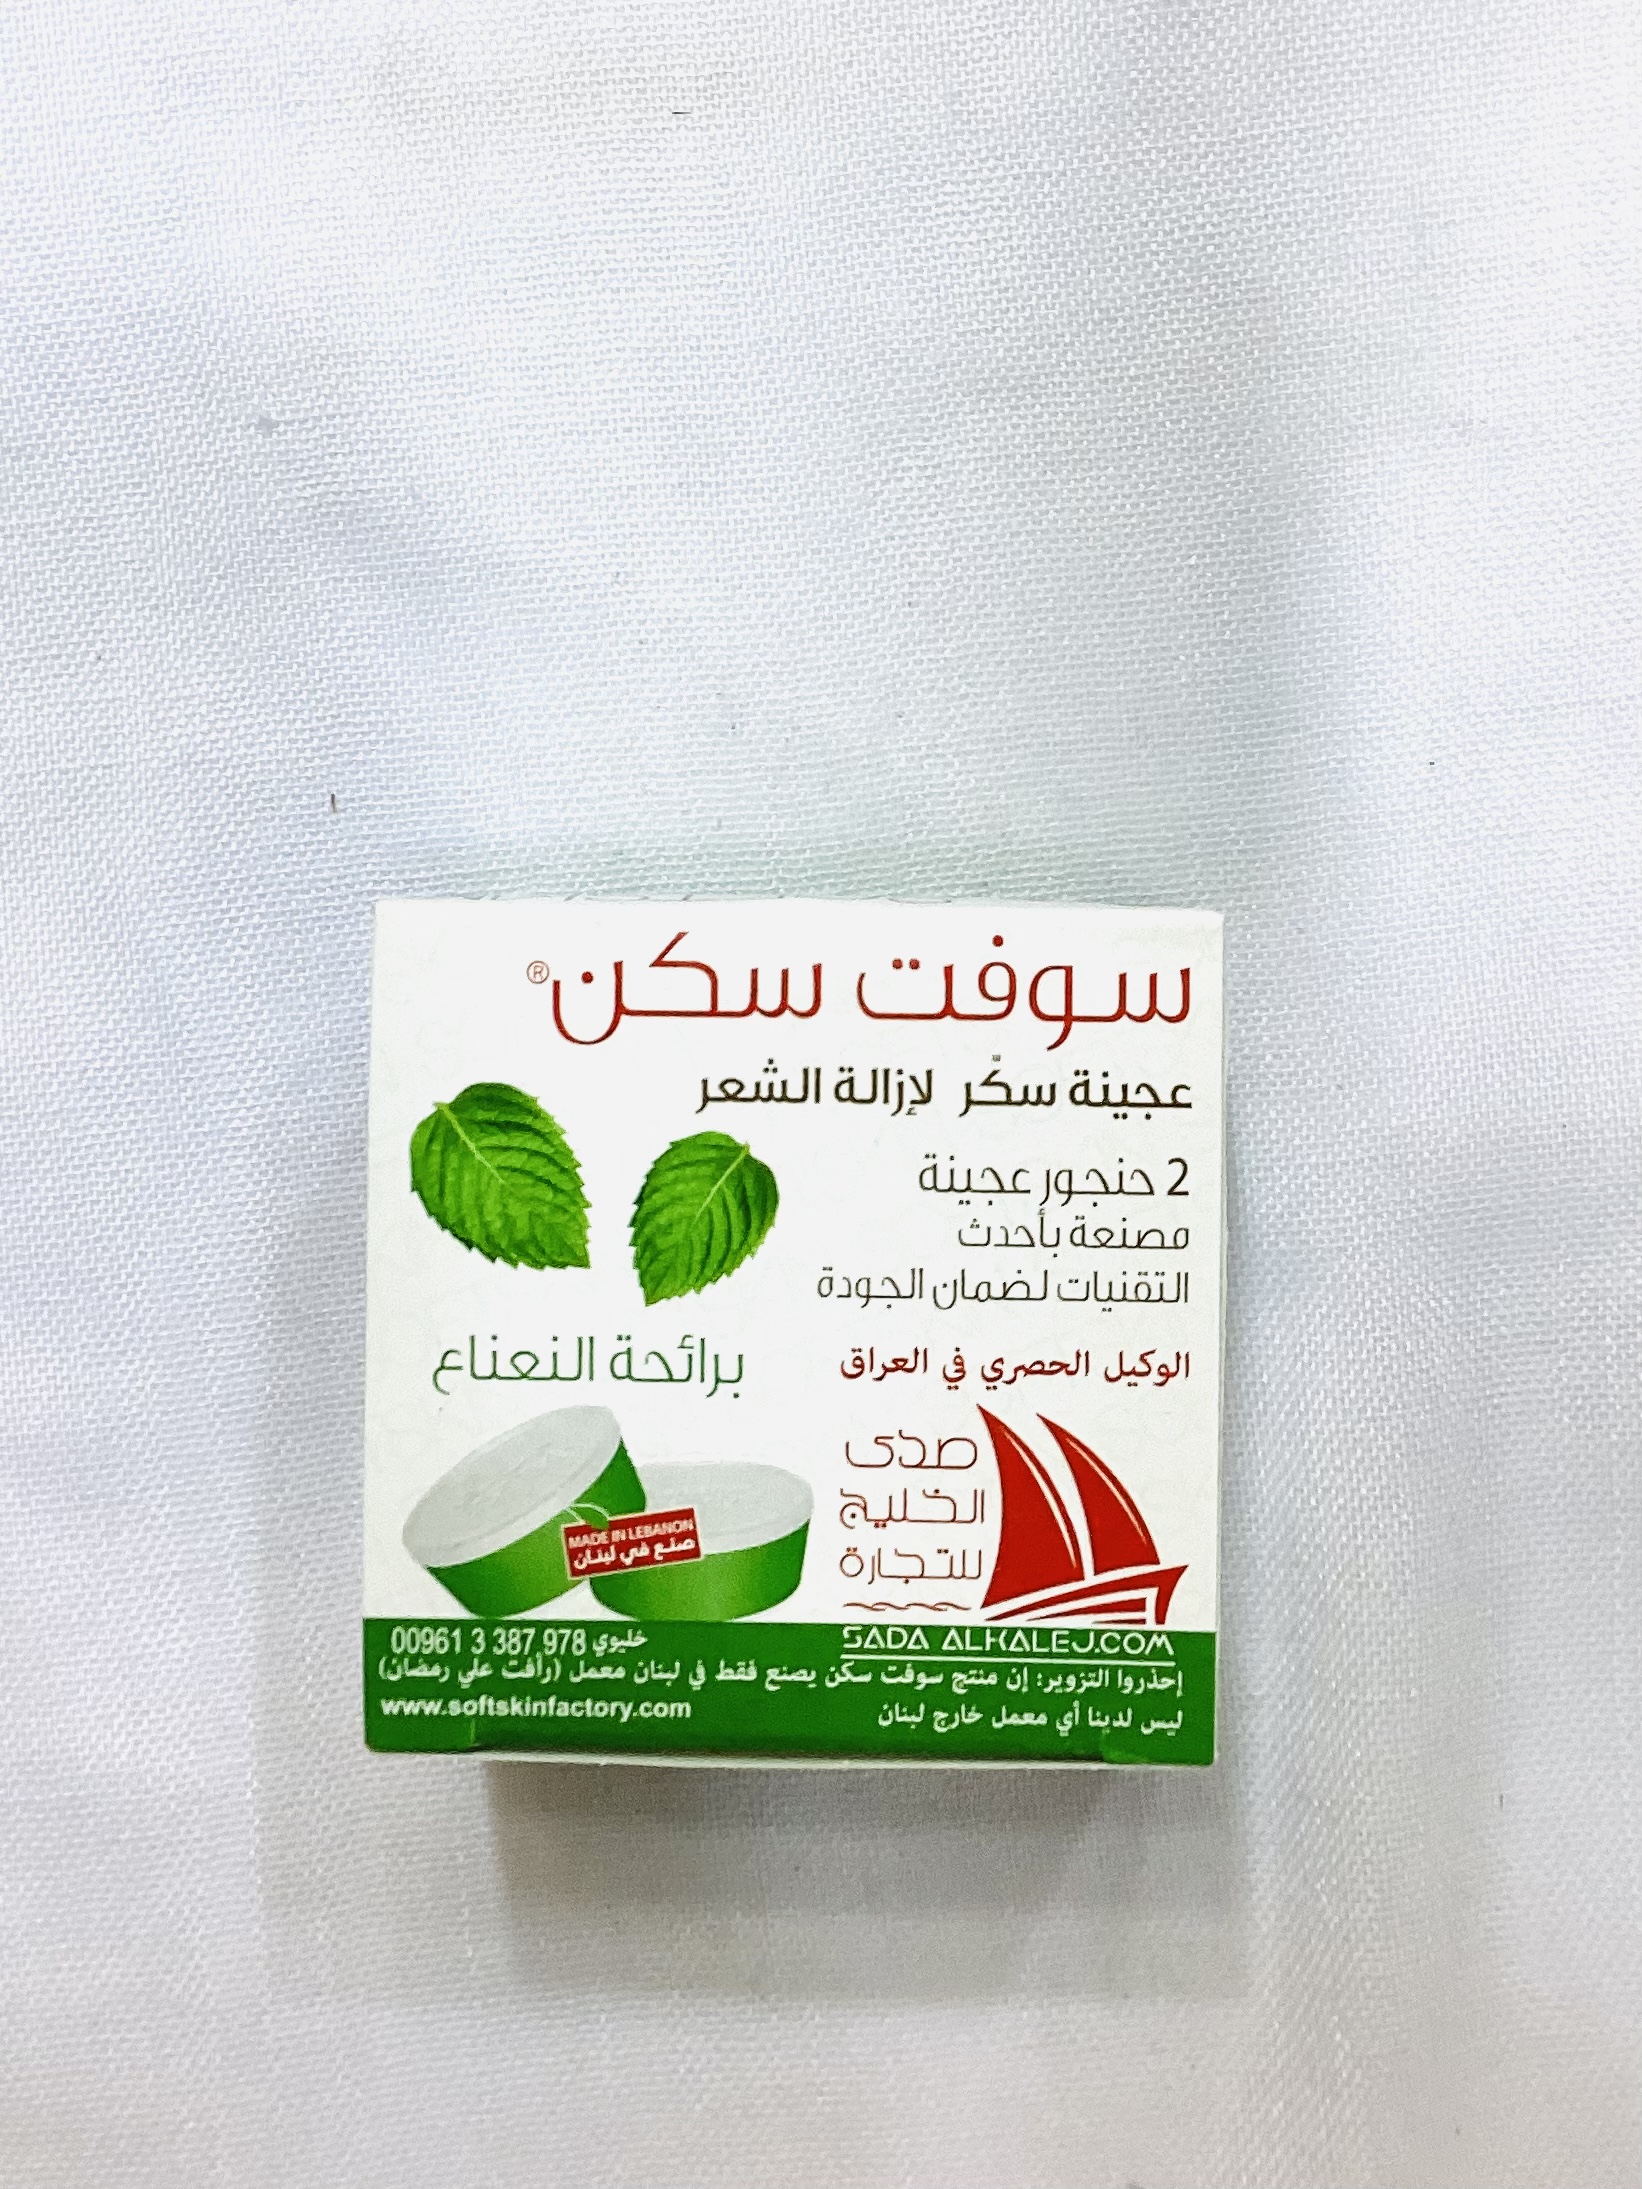 سوفت سكن®
عجينة سكّر لإزالة الشعر
2 حنجور عجينة
مصنعة بأحدث
التقنيات لضمان الجودة
برائحة النعناع
الوكيل الحصري في العراق
صدى
الخليج
للتجارة
MADE IN LEBANON
صنع في لبنان
SADA ALHALEJ.COM
خليوي 00961 3 387 978
إحذروا التزوير: إن منتج سوفت سكن يصنع فقط في لبنان معمل (رأفت علي رمضان)
ليس لدينا أي معمل خارج لبنان
www.softskinfactory.com